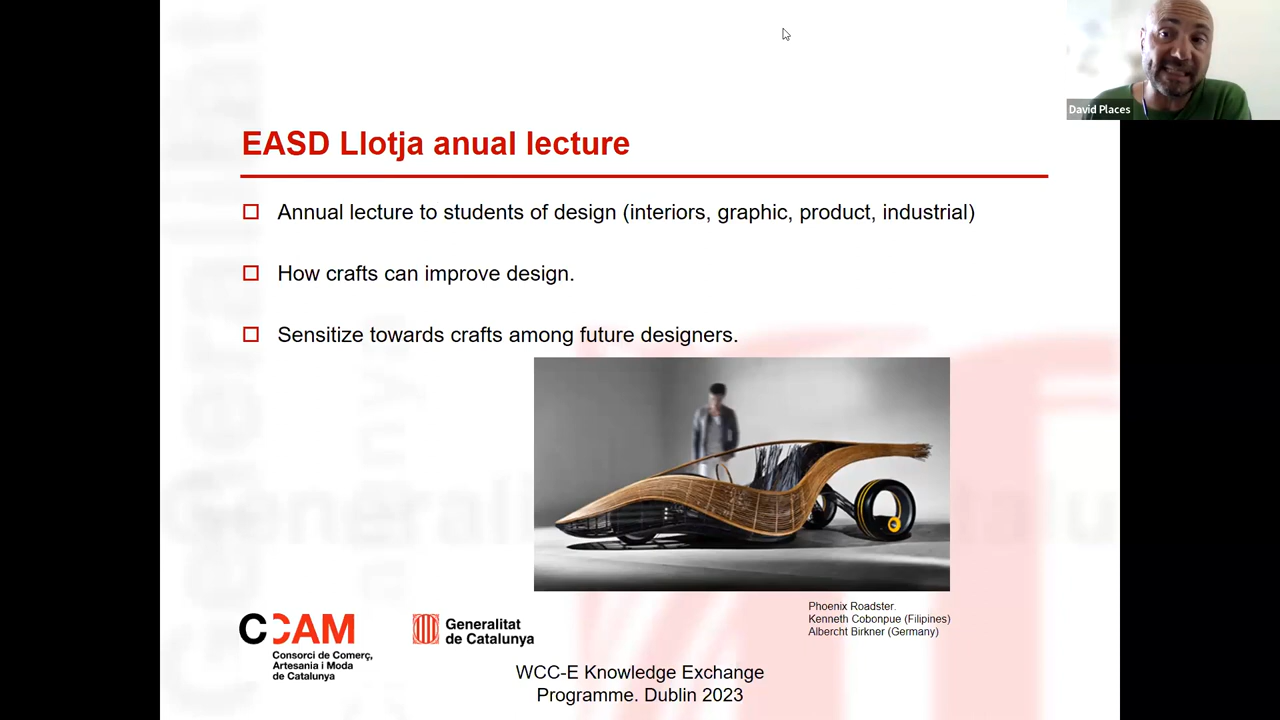 David Places
EASD Llotja anual lecture
Annual lecture to students of design (interiors, graphic, product, industrial)
How crafts can improve design.
Sensitize towards crafts among future designers.
Phoenix Roadster.
Kenneth Cobonpue (Filipines)
Albercht Birkner (Germany)
CCAM
Consorci de Comerç,
Artesania i Moda
de Catalunya
Generalitat
de Catalunya
WCC-E Knowledge Exchange
Programme. Dublin 2023